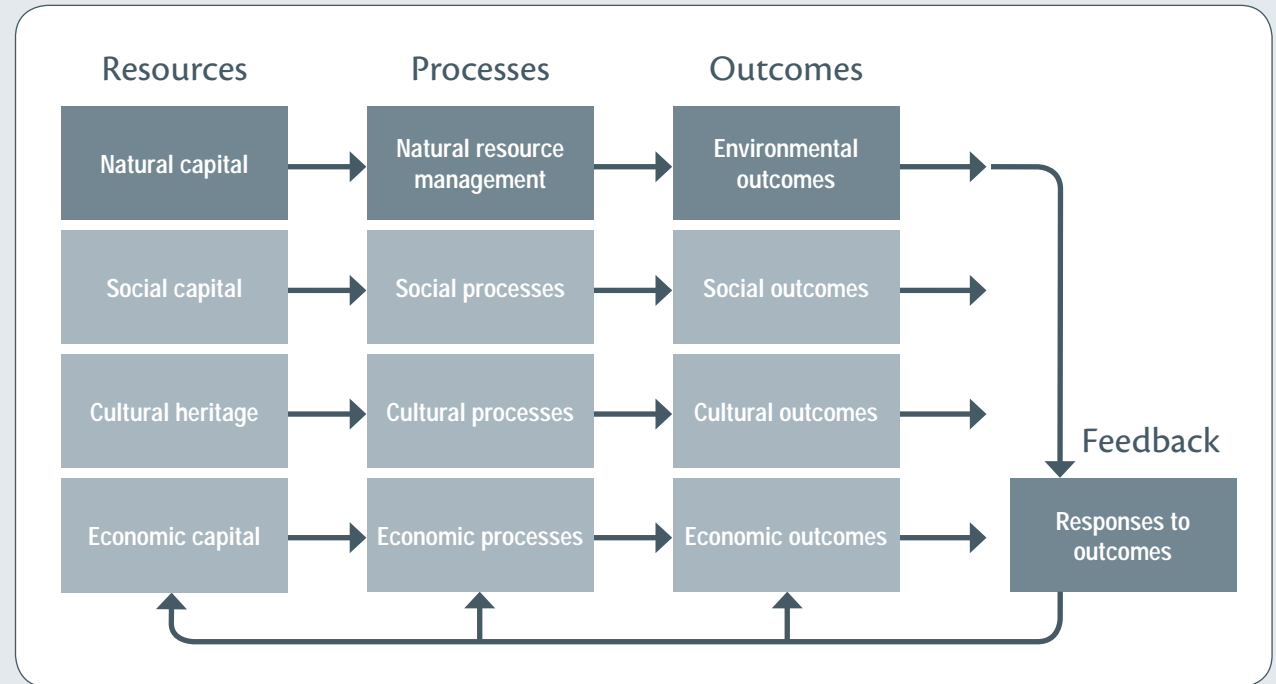 Resources
Processes
Outcomes
Natural capital
Natural resource
management
Environmental
outcomes
Social capital
Social processes
Social outcomes
Cultural heritage
Cultural processes
Cultural outcomes
Feedback
Economic capital
Economic processes
Economic outcomes
Responses to
outcomes